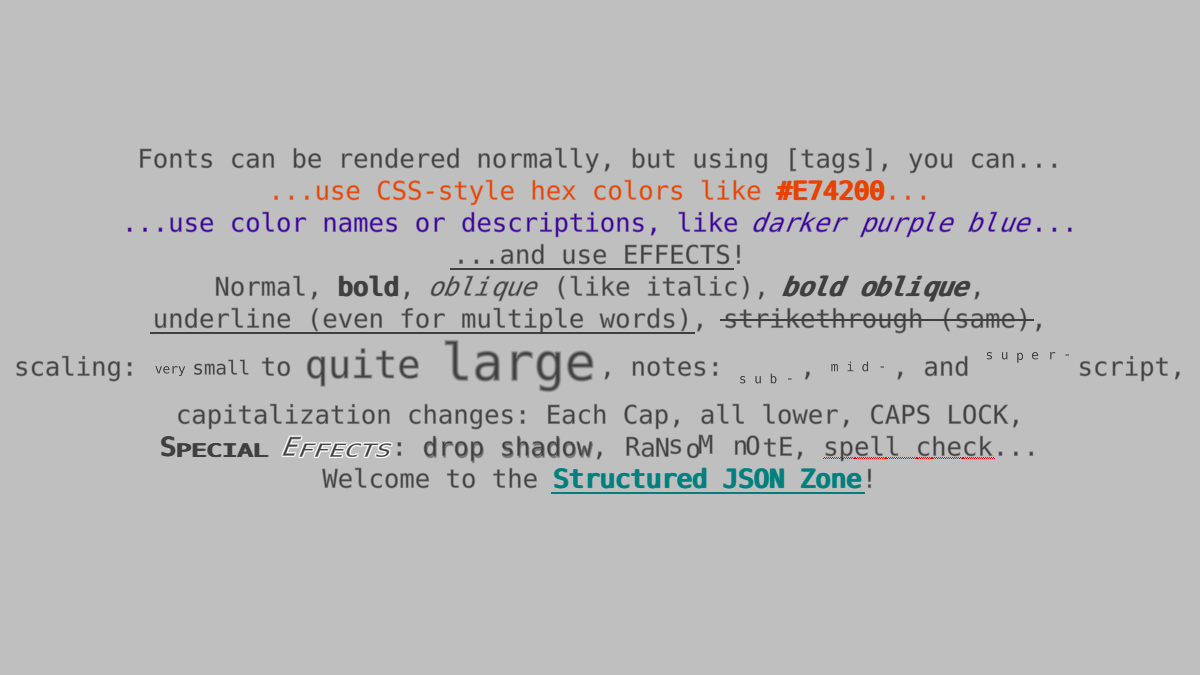 Fonts can be rendered normally, but using [tags], you can...
...use CSS-style hex colors like #E74200...
...use color names or descriptions, like darker purple blue...
...and use EFFECTS!
Normal, bold, oblique (like italic), bold oblique,
underline (even for multiple words), strikethrough (same),
scaling: very small to quite large, notes: sub-, mid-, and super-script,
capitalization changes: Each Cap, all lower, CAPS LOCK,
SPECIAL EFFECTS: drop shadow, RaNsoM nOtE, spell check...
Welcome to the Structured JSON Zone!